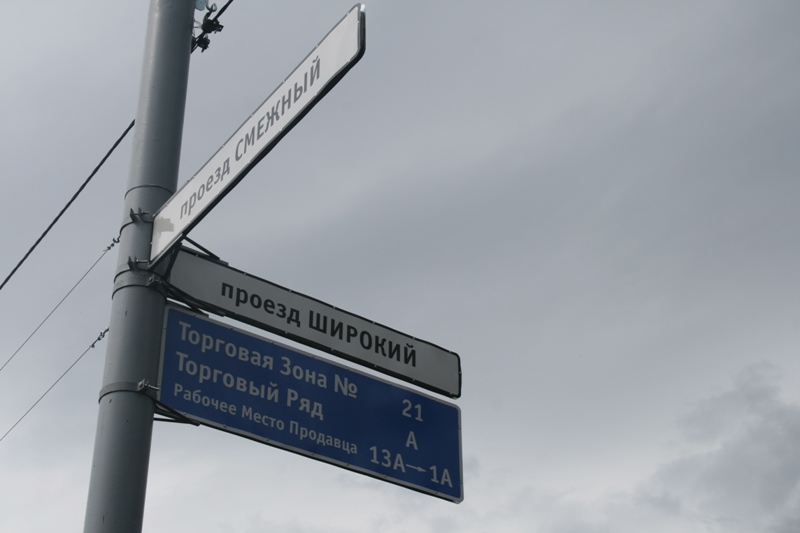 проезд СМЕЖНЫЙ
проезд ШИРОКИЙ
Торговая Зона № 21
Торговый Ряд А
Рабочее Место Продавца 13А→1А